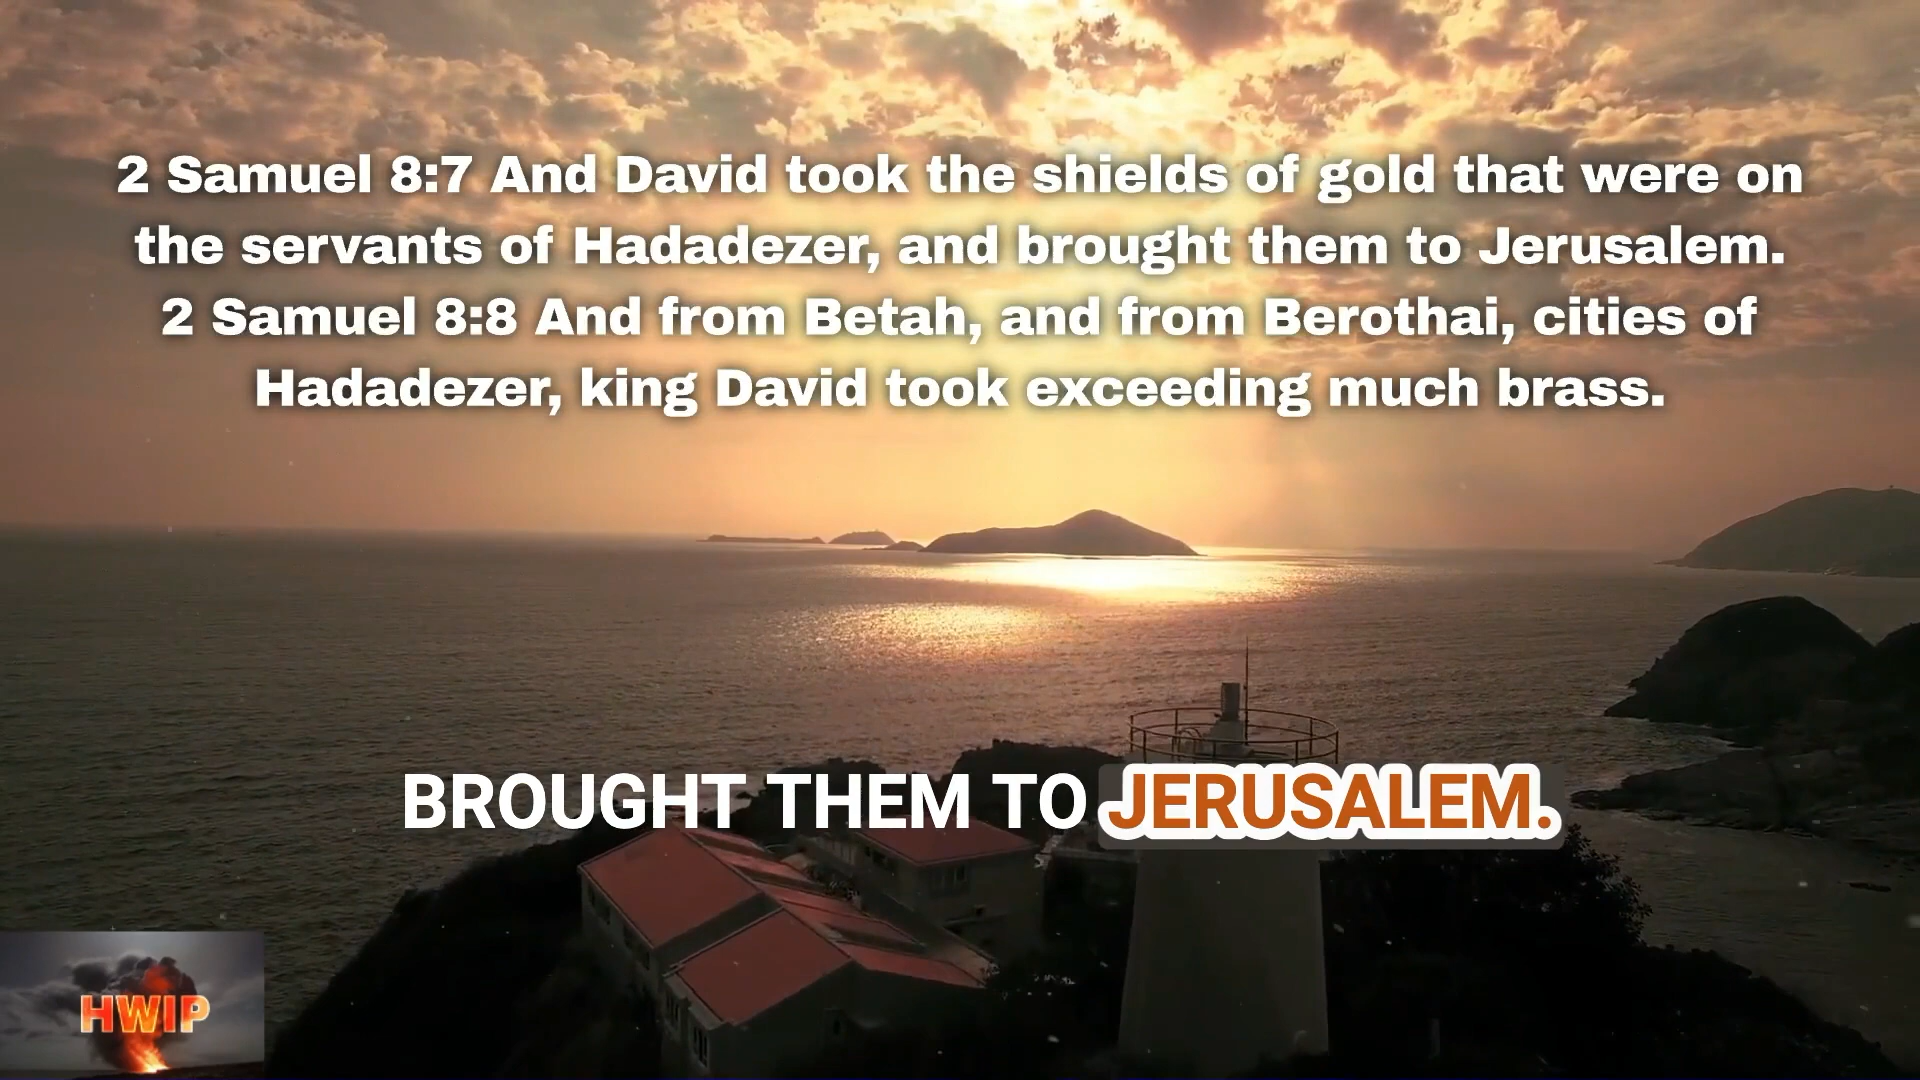 2 Samuel 8:7 And David took the shields of gold that were on
the servants of Hadadezer, and brought them to Jerusalem.
2 Samuel 8:8 And from Betah, and from Berothai, cities of
Hadadezer, king David took exceeding much brass.
BROUGHT THEM TO JERUSALEM.
HWIP